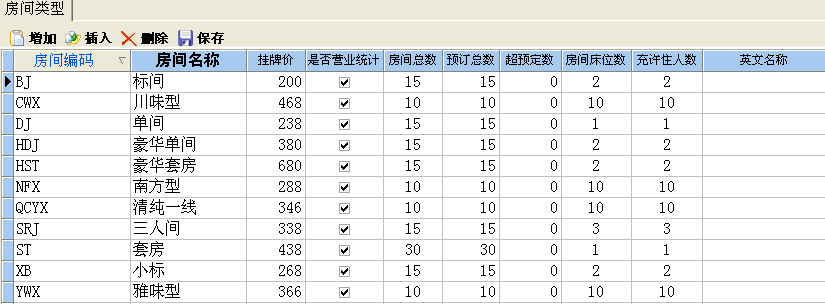 房间类型
增加 插入 删除 保存
房间编码 房间名称 挂牌价 是否营业统计 房间总数 预订总数 超预定数 房间床位数 充许住人数 英文名称
BJ 标间 200 15 15 0 2 2
CWX 川味型 468 10 10 0 10 10
DJ 单间 238 15 15 0 1 1
HDJ 豪华单间 380 15 15 0 2 2
HST 豪华套房 680 15 15 0 2 2
NFX 南方型 288 10 10 0 10 10
QCYX 清纯一线 346 10 10 0 10 10
SRJ 三人间 338 15 15 0 3 3
ST 套房 438 30 30 0 1 1
XB 小标 268 15 15 0 2 2
YWX 雅味型 366 10 10 0 10 10